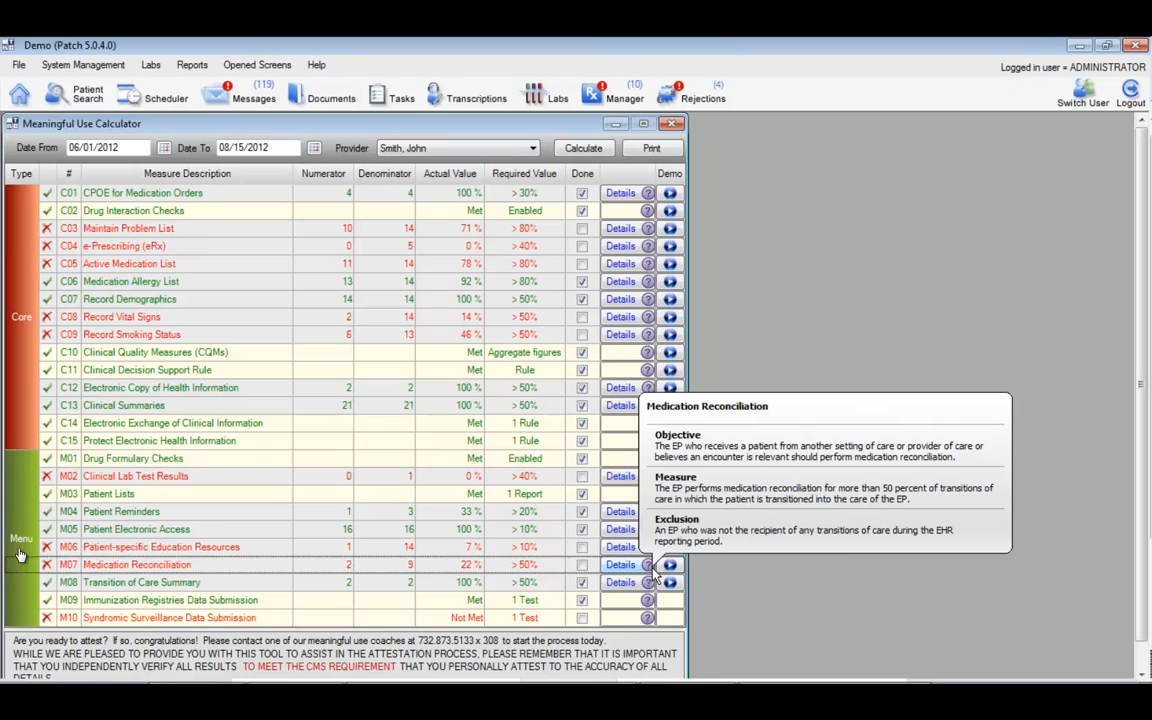 Demo (Patch 5.0.4.0)
File System Management Labs Reports Opened Screens Help
Logged in user = ADMINISTRATOR
Patient Search Scheduler Messages (119) Documents Tasks Transcriptions Labs Rx Manager (10) Rejections (4) Switch User Logout
Meaningful Use Calculator
Date From 06/01/2012 Date To 08/15/2012 Provider Smith, John Calculate Print
Type # Measure Description Numerator Denominator Actual Value Required Value Done Demo
C01 CPOE for Medication Orders 4 4 100 % > 30% Details ?
C02 Drug Interaction Checks Met Enabled ?
C03 Maintain Problem List 10 14 71 % > 80% Details ?
C04 e-Prescribing (eRx) 0 5 0 % > 40% Details ?
C05 Active Medication List 11 14 78 % > 80% Details ?
C06 Medication Allergy List 13 14 92 % > 80% Details ?
C07 Record Demographics 14 14 100 % > 50% Details ?
Core C08 Record Vital Signs 2 14 14 % > 50% Details ?
C09 Record Smoking Status 6 13 46 % > 50% Details ?
C10 Clinical Quality Measures (CQMs) Met Aggregate figures ?
C11 Clinical Decision Support Rule Met Rule ?
C12 Electronic Copy of Health Information 2 2 100 % > 50% Details ?
C13 Clinical Summaries 21 21 100 % > 50% Details
C14 Electronic Exchange of Clinical Information Met 1 Rule
C15 Protect Electronic Health Information Met 1 Rule
M01 Drug Formulary Checks Met Enabled
M02 Clinical Lab Test Results 0 1 0 % > 40% Details
M03 Patient Lists Met 1 Report
M04 Patient Reminders 1 3 33 % > 20% Details
M05 Patient Electronic Access 16 16 100 % > 10% Details
Menu M06 Patient-specific Education Resources 1 14 7 % > 10% Details
M07 Medication Reconciliation 2 9 22 % > 50% Details ?
M08 Transition of Care Summary 2 2 100 % > 50% Details ?
M09 Immunization Registries Data Submission Met 1 Test ?
M10 Syndromic Surveillance Data Submission Not Met 1 Test ?
Medication Reconciliation
Objective
The EP who receives a patient from another setting of care or provider of care or
believes an encounter is relevant should perform medication reconciliation.
Measure
The EP performs medication reconciliation for more than 50 percent of transitions of
care in which the patient is transitioned into the care of the EP.
Exclusion
An EP who was not the recipient of any transitions of care during the EHR
reporting period.
Are you ready to attest? If so, congratulations! Please contact one of our meaningful use coaches at 732.873.5133 x 308 to start the process today.
WHILE WE ARE PLEASED TO PROVIDE YOU WITH THIS TOOL TO ASSIST IN THE ATTESTATION PROCESS, PLEASE REMEMBER THAT IT IS IMPORTANT
THAT YOU INDEPENDENTLY VERIFY ALL RESULTS TO MEET THE CMS REQUIREMENT THAT YOU PERSONALLY ATTEST TO THE ACCURACY OF ALL
DETAILS